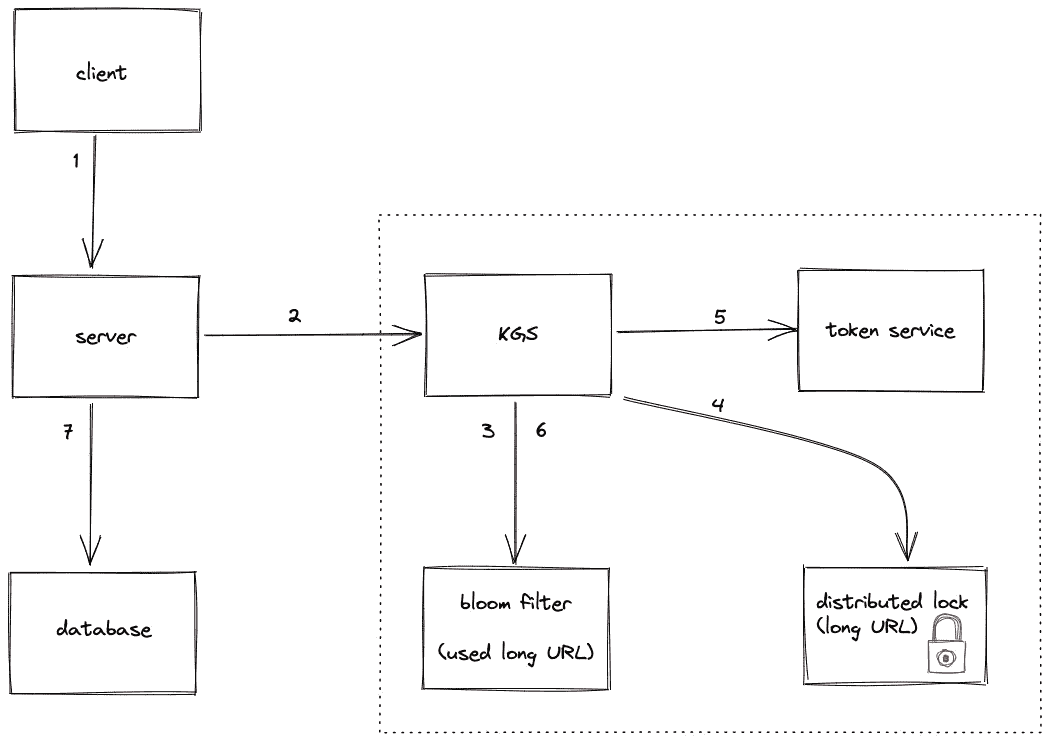 client
1
server
2
KGS
5
token service
4
7
3
6
database
bloom filter
(used long URL)
distributed lock
(long URL)